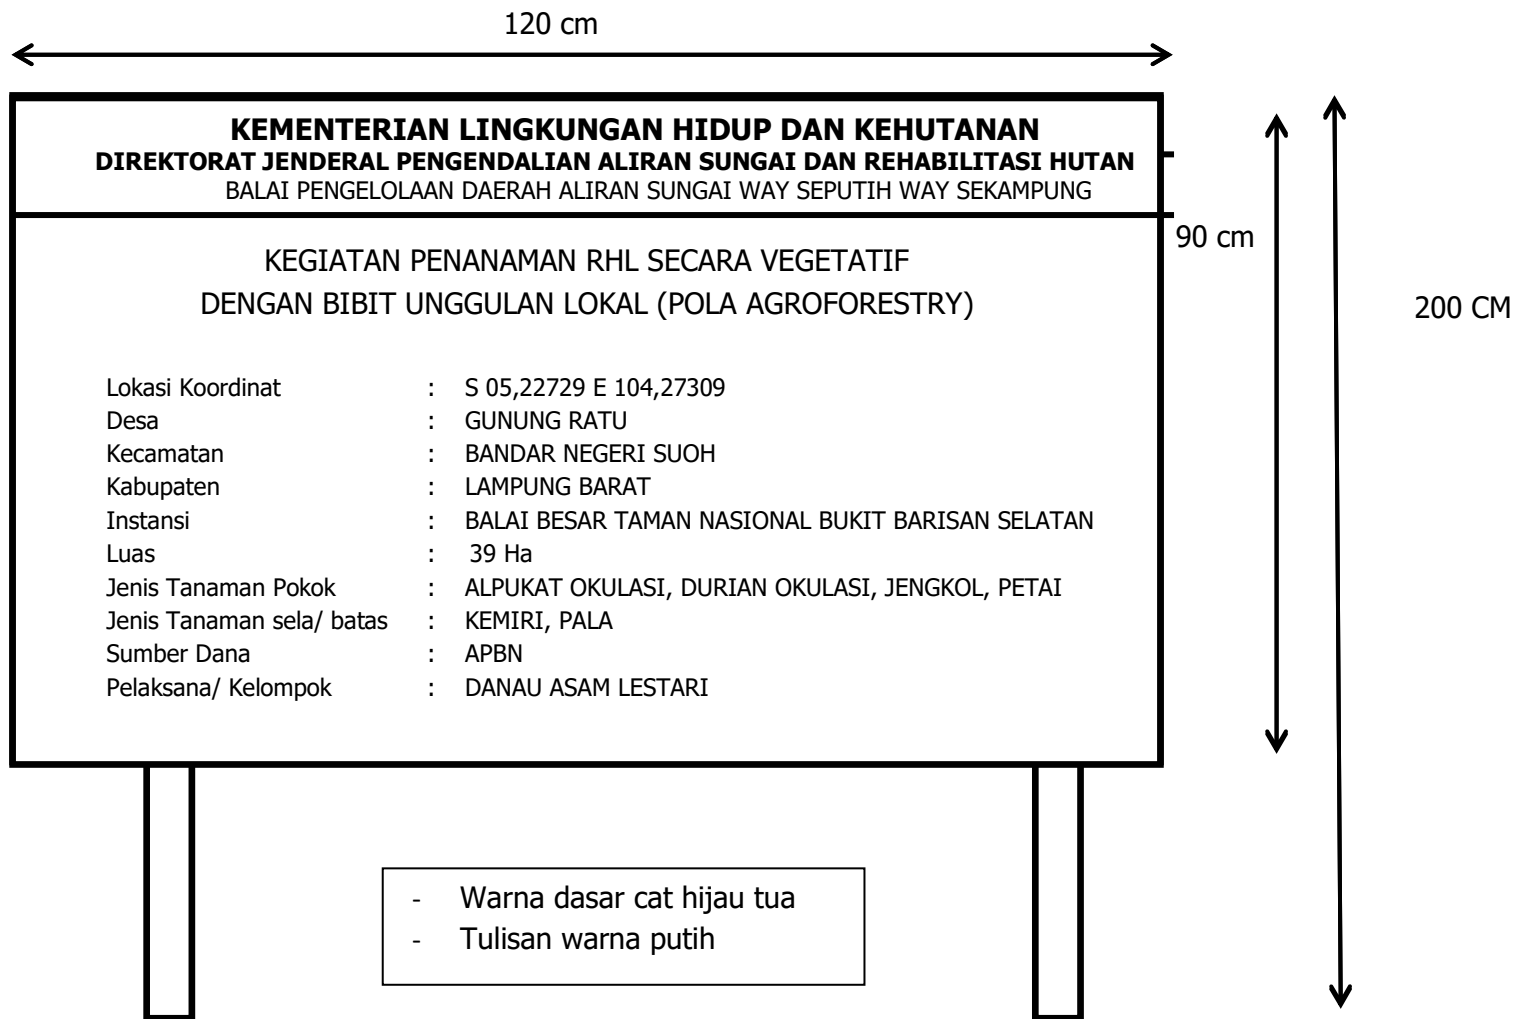 120 cm
KEMENTERIAN LINGKUNGAN HIDUP DAN KEHUTANAN
DIREKTORAT JENDERAL PENGENDALIAN ALIRAN SUNGAI DAN REHABILITASI HUTAN
BALAI PENGELOLAAN DAERAH ALIRAN SUNGAI WAY SEPUTIH WAY SEKAMPUNG
90 cm
KEGIATAN PENANAMAN RHL SECARA VEGETATIF
DENGAN BIBIT UNGGULAN LOKAL (POLA AGROFORESTRY)
200 CM
Lokasi Koordinat : S 05,22729 E 104,27309
Desa : GUNUNG RATU
Kecamatan : BANDAR NEGERI SUOH
Kabupaten : LAMPUNG BARAT
Instansi : BALAI BESAR TAMAN NASIONAL BUKIT BARISAN SELATAN
Luas : 39 Ha
Jenis Tanaman Pokok : ALPUKAT OKULASI, DURIAN OKULASI, JENGKOL, PETAI
Jenis Tanaman sela/ batas : KEMIRI, PALA
Sumber Dana : APBN
Pelaksana/ Kelompok : DANAU ASAM LESTARI
- Warna dasar cat hijau tua
- Tulisan warna putih